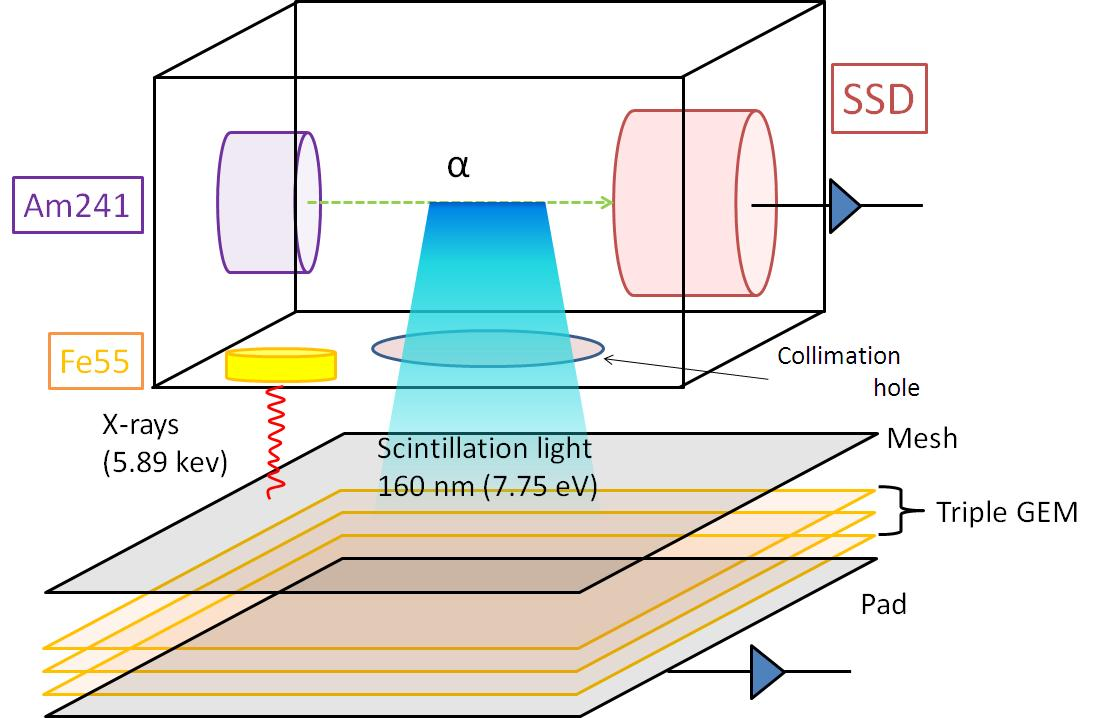 SSD
α
Am241
Fe55
Collimation
hole
X-rays
(5.89 kev)
Scintillation light
160 nm (7.75 eV)
Mesh
Triple GEM
Pad